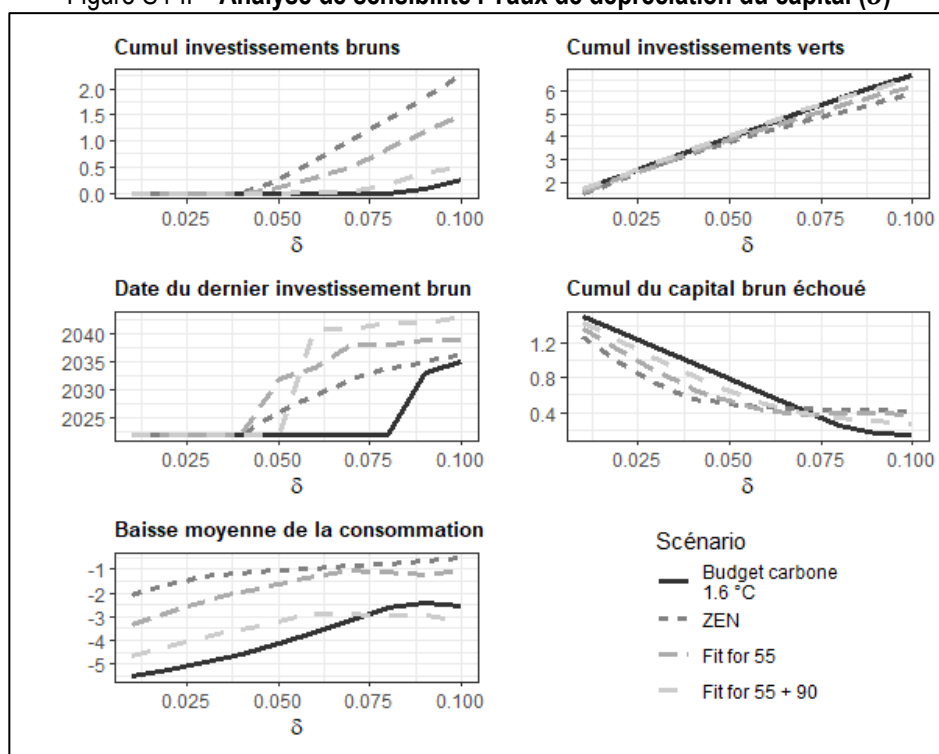 Analyse de sensibilité : Taux de dépréciation du capital (δ)
Cumul investissements bruns
Cumul investissements verts
2.0
1.5
1.0
0.5
0.0
0.025 0.050 0.075 0.100
δ
6
5
4
3
2
0.025 0.050 0.075 0.100
δ
Date du dernier investissement brun
Cumul du capital brun échoué
2040
2035
2030
2025
0.025 0.050 0.075 0.100
δ
1.2
0.8
0.4
0.025 0.050 0.075 0.100
δ
Baisse moyenne de la consommation
-1
-2
-3
-4
-5
0.025 0.050 0.075 0.100
δ
Scénario
Budget carbone
1.6 °C
ZEN
Fit for 55
Fit for 55 + 90